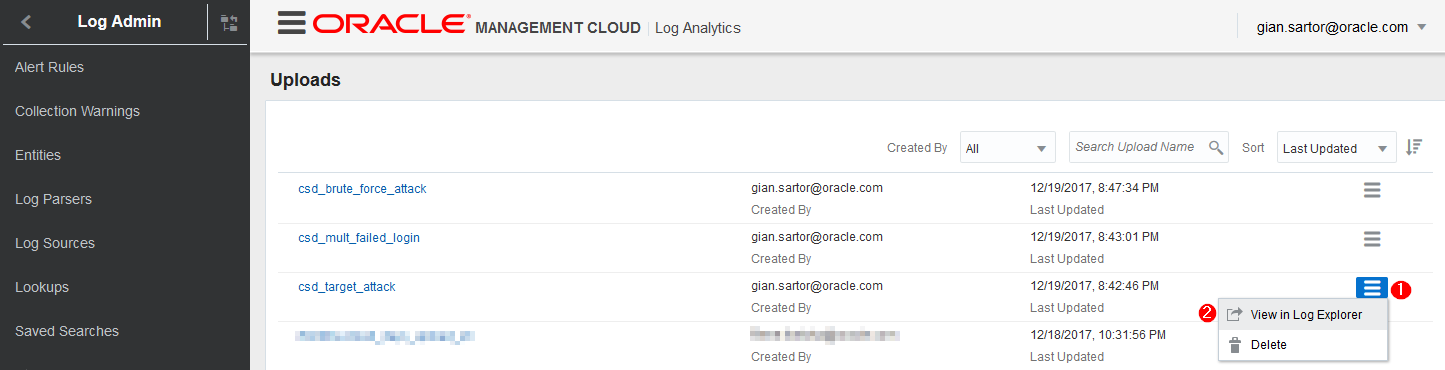 Log Admin
Alert Rules
Collection Warnings
Entities
Log Parsers
Log Sources
Lookups
Saved Searches
ORACLE MANAGEMENT CLOUD Log Analytics
gian.sartor@oracle.com
Uploads
Created By All Search Upload Name Sort Last Updated
csd_brute_force_attack gian.sartor@oracle.com 12/19/2017, 8:47:34 PM
Created By Last Updated
csd_mult_failed_login gian.sartor@oracle.com 12/19/2017, 8:43:01 PM
Created By Last Updated
csd_target_attack gian.sartor@oracle.com 12/19/2017, 8:42:46 PM
Created By Last Updated
1
2 View in Log Explorer
Delete
12/18/2017, 10:31:56 PM
Created By Last Updated